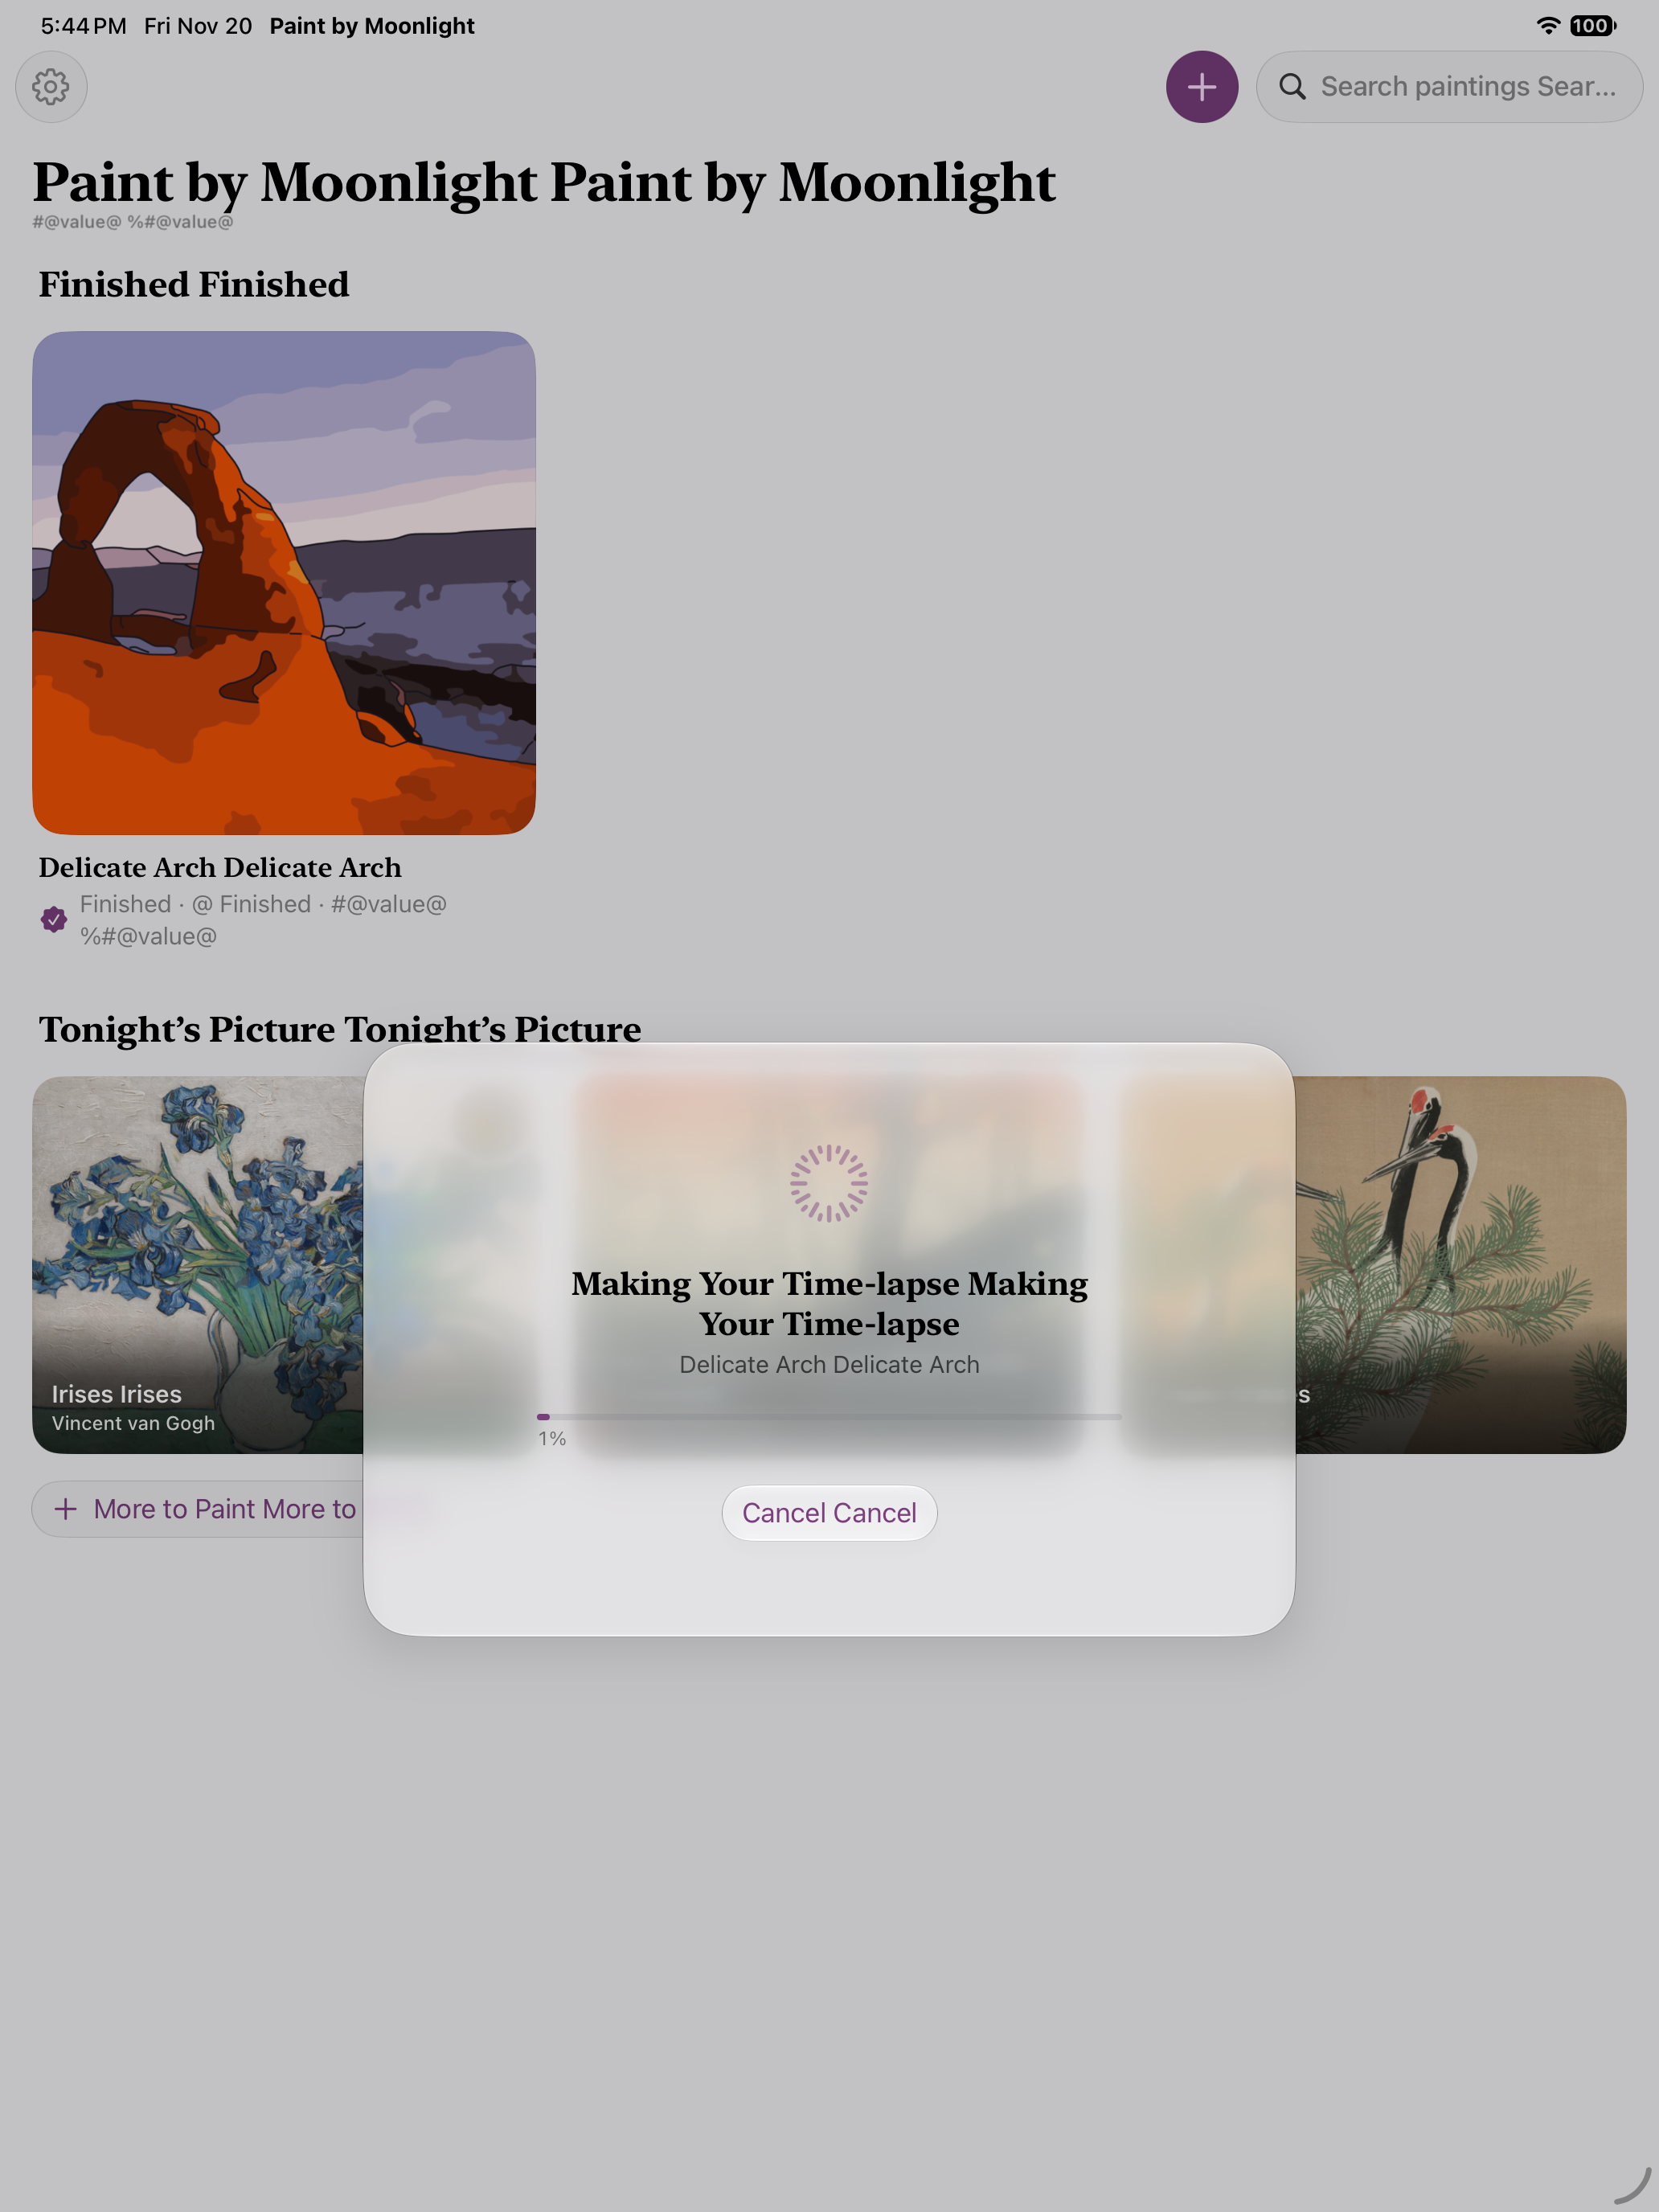 5:44 PM Fri Nov 20 Paint by Moonlight
100
Search paintings Sear...
Paint by Moonlight Paint by Moonlight
#@value@ %#@value@
Finished Finished
Delicate Arch Delicate Arch
Finished · @ Finished · #@value@
%#@value@
Tonight’s Picture Tonight’s Picture
Making Your Time-lapse Making
Your Time-lapse
Delicate Arch Delicate Arch
Irises Irises
Vincent van Gogh
1%
More to Paint More to
Cancel Cancel